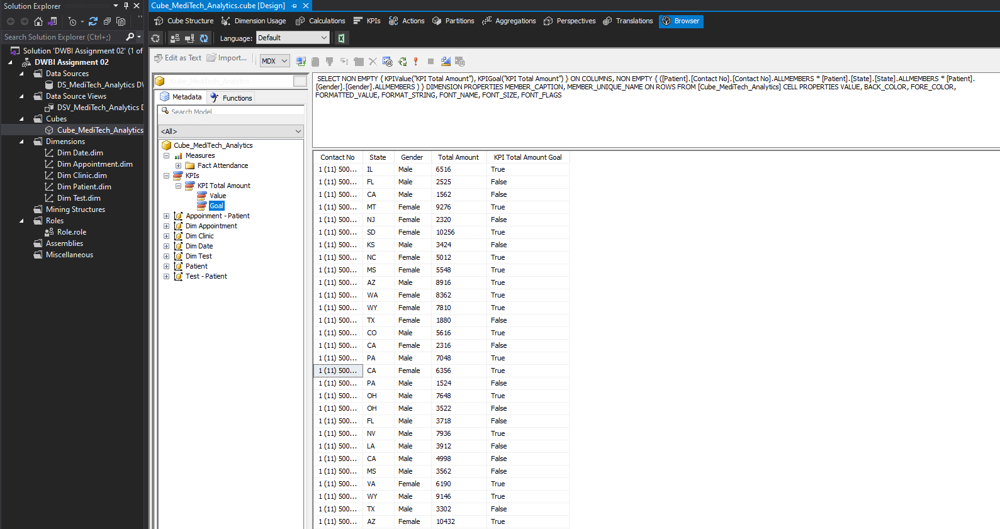 Solution Explorer
Search Solution Explorer (Ctrl+;)
Solution 'DWBI Assignment 02' (1 of
DWBI Assignment 02
Data Sources
DS_MediTech_Analytics DV
Data Source Views
DSV_MediTech_Analytics D
Cubes
Cube_MediTech_Analytics
Dimensions
Dim Date.dim
Dim Appointment.dim
Dim Clinic.dim
Dim Patient.dim
Dim Test.dim
Mining Structures
Roles
Role.role
Assemblies
Miscellaneous
Cube_MediTech_Analytics.cube [Design]
Cube Structure Dimension Usage Calculations KPIs Actions Partitions Aggregations Perspectives Translations Browser
Language: Default
Edit as Text Import... MDX
Cube_MediTech_Analytics
Metadata Functions
Search Model
<All>
Cube_MediTech_Analytics
Measures
Fact Attendance
KPIs
KPI Total Amount
Value
Goal
Appoinment - Patient
Dim Appointment
Dim Clinic
Dim Date
Dim Test
Patient
Test - Patient
SELECT NON EMPTY { KPIValue("KPI Total Amount"), KPIGoal("KPI Total Amount") } ON COLUMNS, NON EMPTY { ([Patient].[Contact No].[Contact No].ALLMEMBERS * [Patient].[State].[State].ALLMEMBERS * [Patient].
[Gender].[Gender].ALLMEMBERS ) } DIMENSION PROPERTIES MEMBER_CAPTION, MEMBER_UNIQUE_NAME ON ROWS FROM [Cube_MediTech_Analytics] CELL PROPERTIES VALUE, BACK_COLOR, FORE_COLOR,
FORMATTED_VALUE, FORMAT_STRING, FONT_NAME, FONT_SIZE, FONT_FLAGS
Contact No State Gender Total Amount KPI Total Amount Goal
1 (11) 500... IL Male 6516 True
1 (11) 500... FL Male 2525 False
1 (11) 500... CA Male 1562 False
1 (11) 500... MT Female 9276 True
1 (11) 500... NJ Female 2320 False
1 (11) 500... SD Female 10256 True
1 (11) 500... KS Male 3424 False
1 (11) 500... NC Female 5012 True
1 (11) 500... MS Female 5548 True
1 (11) 500... AZ Male 8916 True
1 (11) 500... WA Female 8362 True
1 (11) 500... WY Female 7810 True
1 (11) 500... TX Female 1880 False
1 (11) 500... CO Male 5616 True
1 (11) 500... CA Female 2316 False
1 (11) 500... PA Male 7048 True
1 (11) 500... CA Female 6356 True
1 (11) 500... PA Male 1524 False
1 (11) 500... OH Male 7648 True
1 (11) 500... OH Male 3522 False
1 (11) 500... FL Male 3718 False
1 (11) 500... NV Male 7936 True
1 (11) 500... LA Male 3912 False
1 (11) 500... CA Male 4998 False
1 (11) 500... MS Male 3562 False
1 (11) 500... VA Female 6190 True
1 (11) 500... WY Male 9146 True
1 (11) 500... TX Male 3302 False
1 (11) 500... AZ Female 10432 True